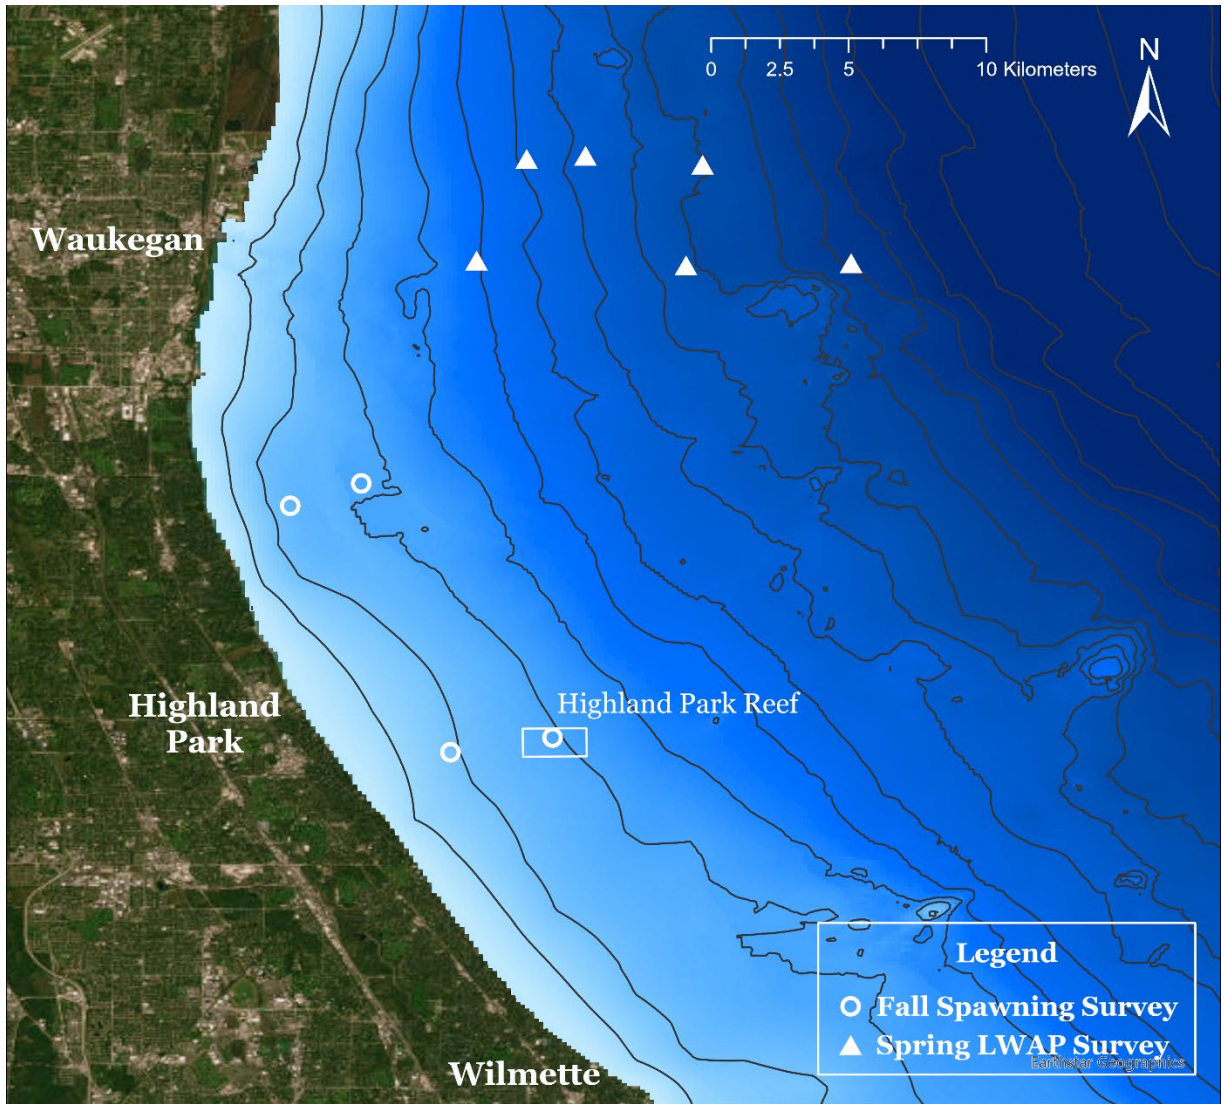 N
0 2.5 5 10 Kilometers
Waukegan
Highland Park Reef
Highland
Park
Legend
Fall Spawning Survey
Spring LWAP Survey
Earthstar Geographics
Wilmette